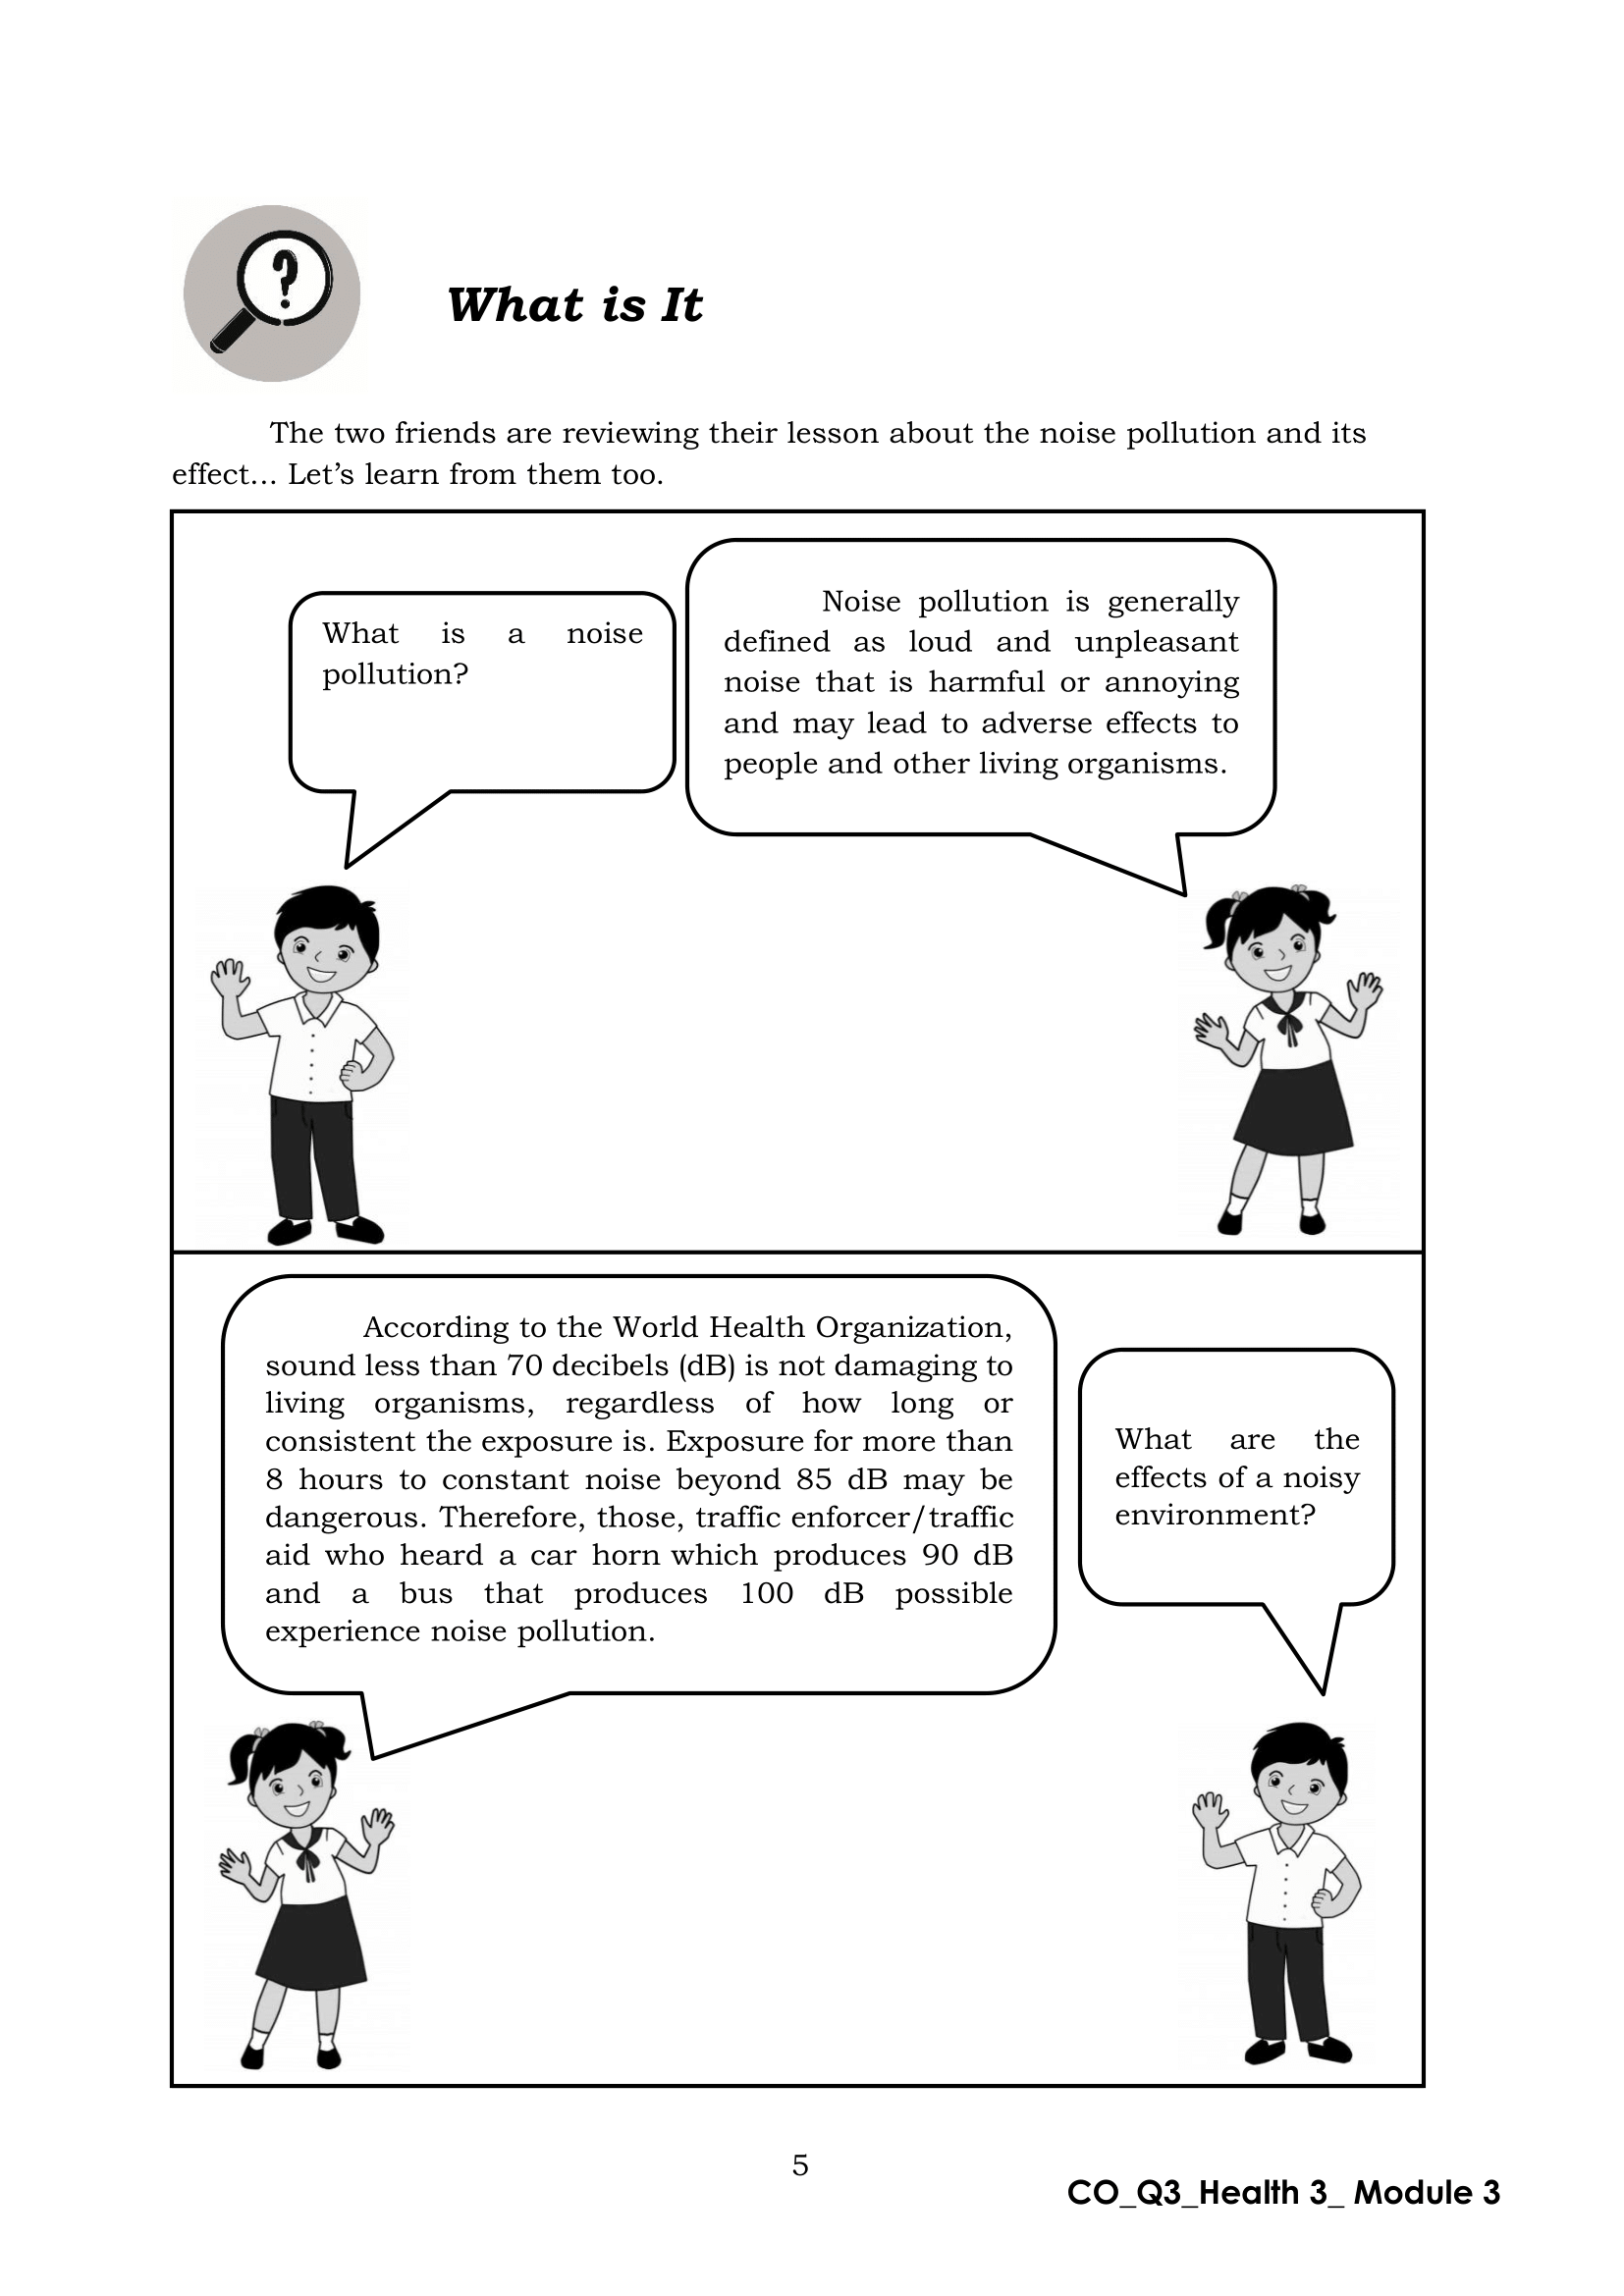 ?
What is It
The two friends are reviewing their lesson about the noise pollution and its
effect… Let’s learn from them too.
What is a noise
pollution?
Noise pollution is generally
defined as loud and unpleasant
noise that is harmful or annoying
and may lead to adverse effects to
people and other living organisms.
According to the World Health Organization,
sound less than 70 decibels (dB) is not damaging to
living organisms, regardless of how long or
consistent the exposure is. Exposure for more than
8 hours to constant noise beyond 85 dB may be
dangerous. Therefore, those, traffic enforcer/traffic
aid who heard a car horn which produces 90 dB
and a bus that produces 100 dB possible
experience noise pollution.
What are the
effects of a noisy
environment?
5
CO_Q3_Health 3_ Module 3